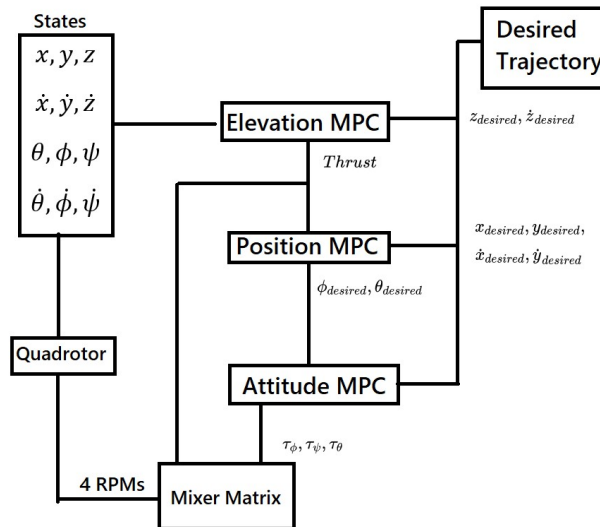 States
x, y, z
ẋ, ẏ, ż
θ, ϕ, ψ
θ̇, ϕ̇, ψ̇
Desired
Trajectory
Elevation MPC
z_desired, ż_desired
Thrust
Position MPC
x_desired, y_desired,
ẋ_desired, ẏ_desired
ϕ_desired, θ_desired
Quadrotor
Attitude MPC
τ_ϕ, τ_ψ, τ_θ
4 RPMs
Mixer Matrix